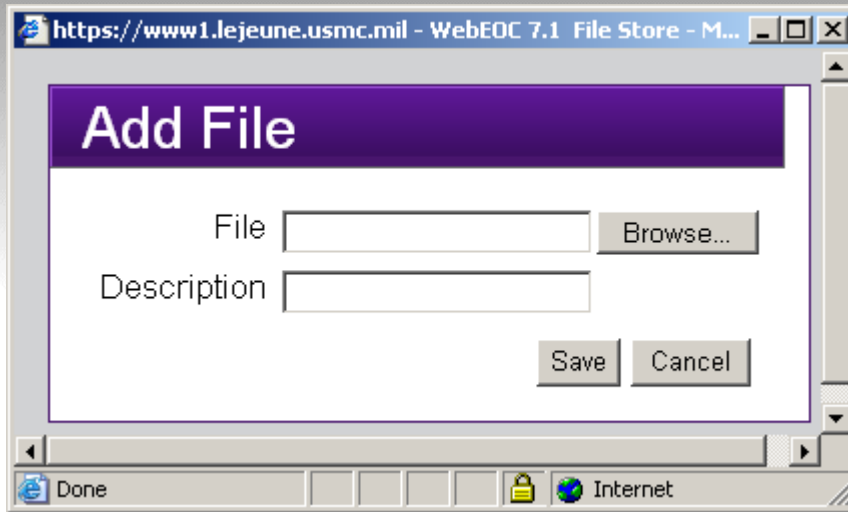 https://www1.lejeune.usmc.mil - WebEOC 7.1 File Store - M...
Add File
File
Browse...
Description
Save
Cancel
Done
Internet